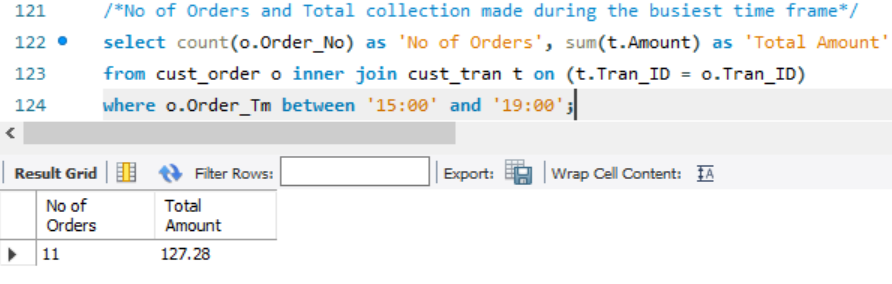 121 /*No of Orders and Total collection made during the busiest time frame*/
122 select count(o.Order_No) as 'No of Orders', sum(t.Amount) as 'Total Amount'
123 from cust_order o inner join cust_tran t on (t.Tran_ID = o.Tran_ID)
124 where o.Order_Tm between '15:00' and '19:00';
Result Grid Filter Rows: Export: Wrap Cell Content: IA
No of Total
Orders Amount
11 127.28